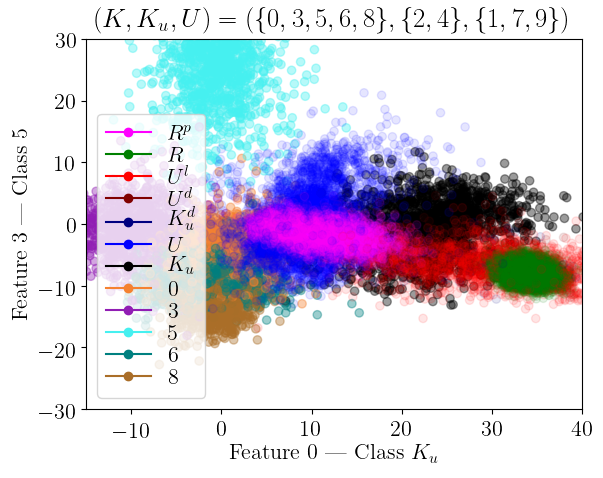 (K, K_u, U) = ({0, 3, 5, 6, 8}, {2, 4}, {1, 7, 9})
30
20
10
0
−10
−20
−30
Feature 3 — Class 5
R^p
R
U^l
U^d
K_u^d
U
K_u
0
3
5
6
8
−10 0 10 20 30 40
Feature 0 — Class K_u